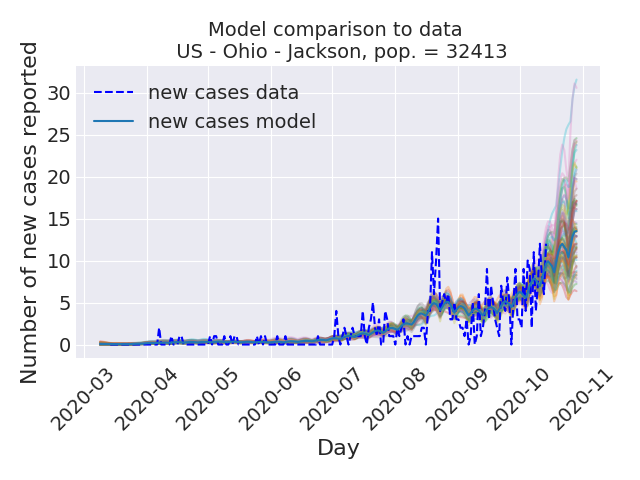 Model comparison to data
US - Ohio - Jackson, pop. = 32413
new cases data
new cases model
Number of new cases reported
30
25
20
15
10
5
0
2020-03
2020-04
2020-05
2020-06
2020-07
2020-08
2020-09
2020-10
2020-11
Day